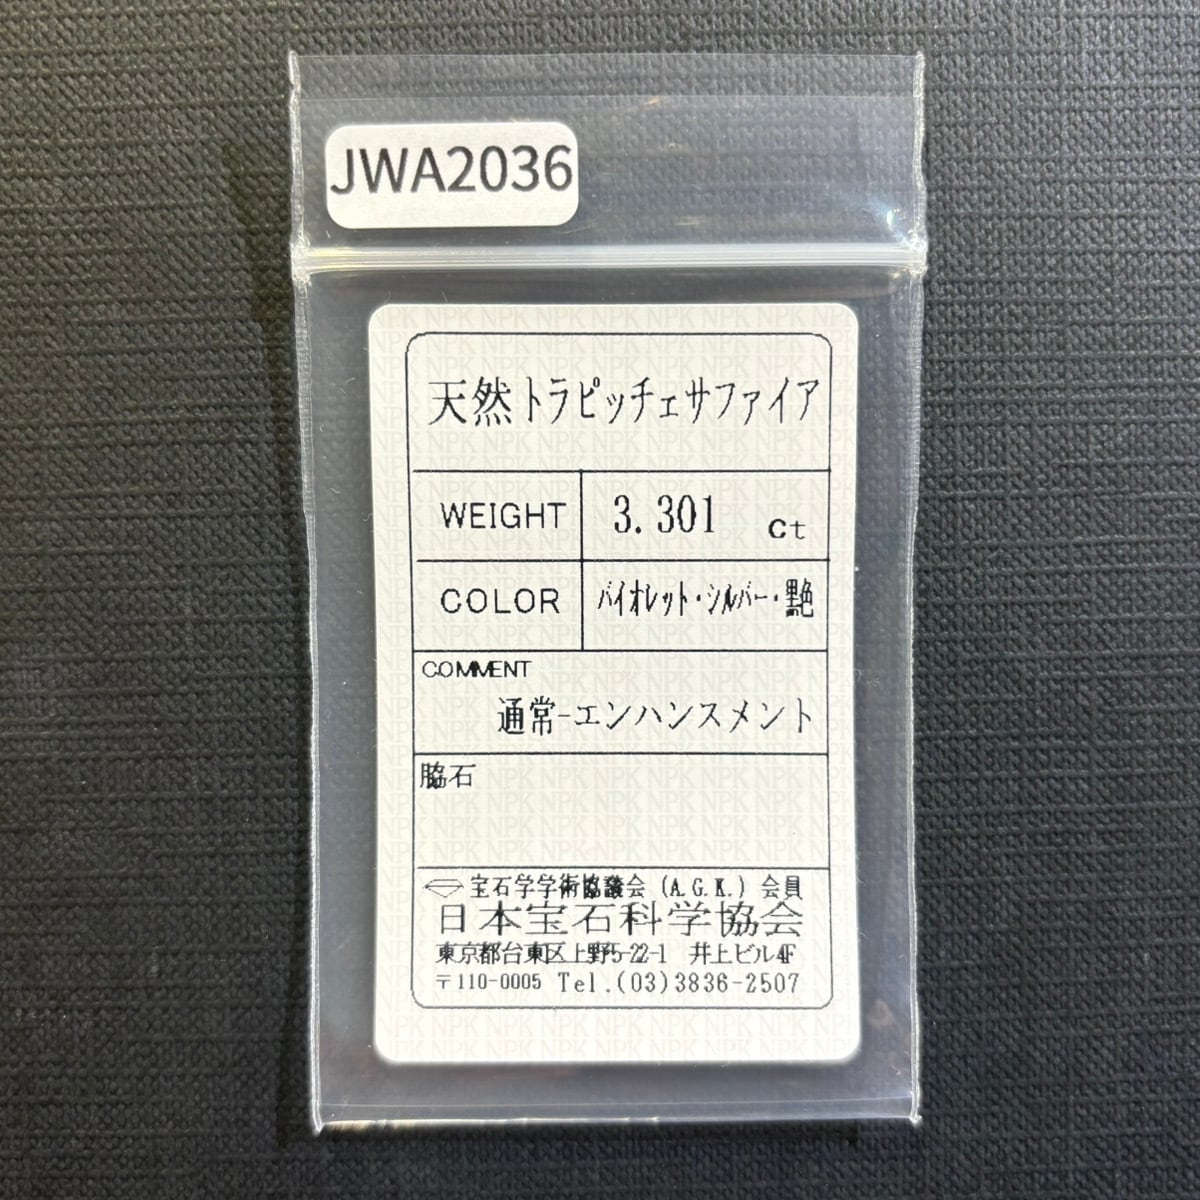 JWA2036
天然トラピッチェサファイア
WEIGHT 3.301 ct
COLOR バイオレット・シルバー・艶
COMMENT
通常-エンハンスメント
脇石
宝石学学術協議会 (A.G.K.) 会員
日本宝石科学協会
東京都台東区上野5-22-1 井上ビル4F
〒110-0005 Tel.(03)3836-2507